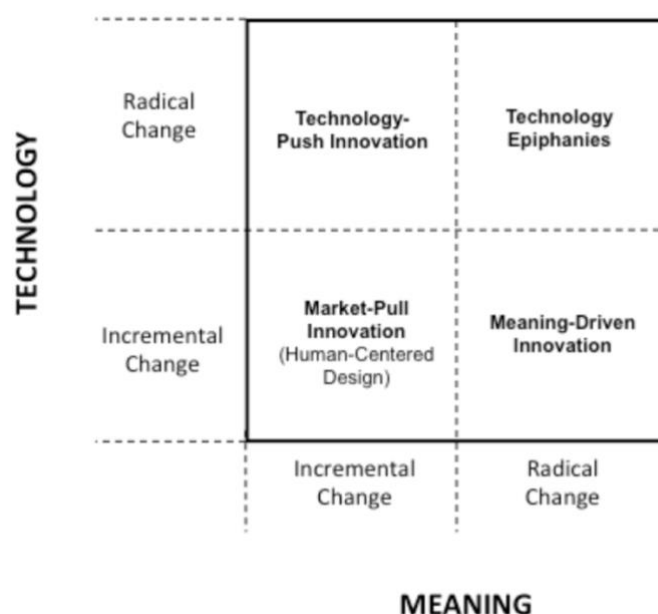 TECHNOLOGY
Radical
Change
Technology-
Push Innovation
Technology
Epiphanies
Incremental
Change
Market-Pull
Innovation
(Human-Centered
Design)
Meaning-Driven
Innovation
Incremental
Change
Radical
Change
MEANING